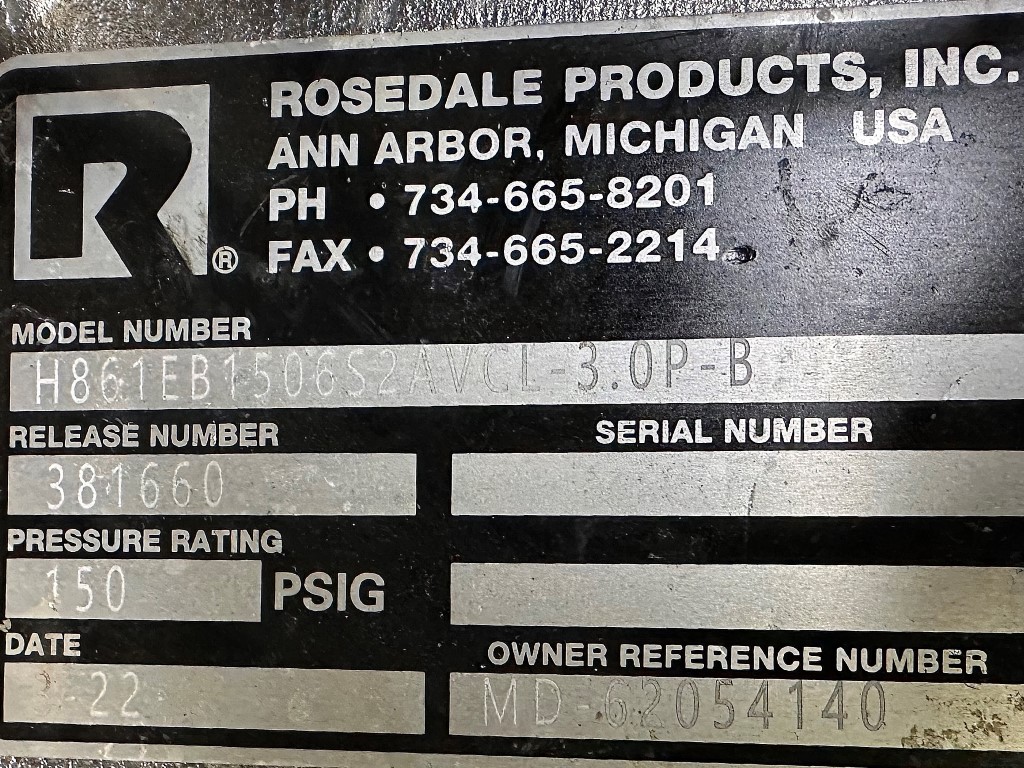 R®
ROSEDALE PRODUCTS, INC.
ANN ARBOR, MICHIGAN USA
PH • 734-665-8201
FAX • 734-665-2214
MODEL NUMBER
H861EB1506S2AVCL-3.0P-B
RELEASE NUMBER SERIAL NUMBER
381660
PRESSURE RATING
150 PSIG
DATE OWNER REFERENCE NUMBER
-22 MD-62054140